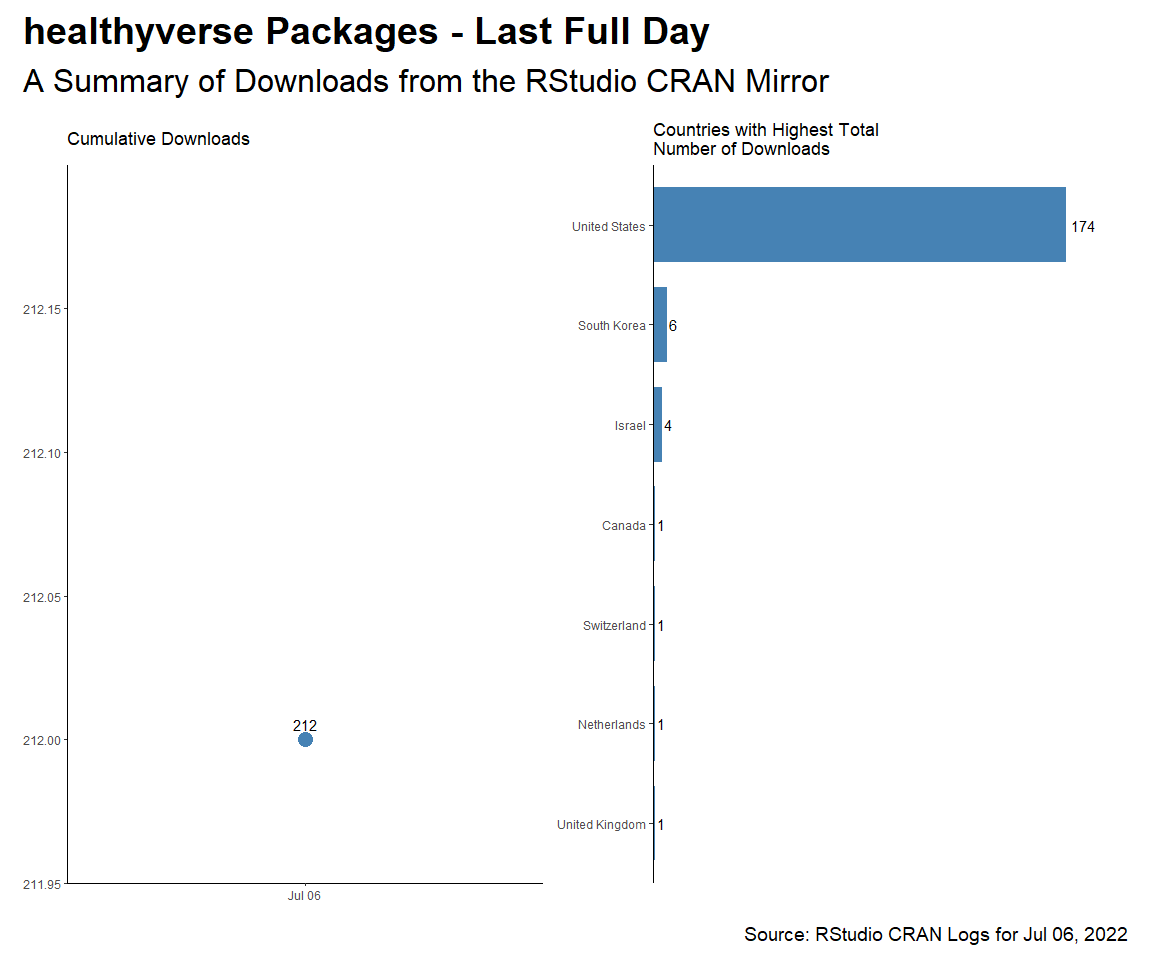 healthyverse Packages - Last Full Day
A Summary of Downloads from the RStudio CRAN Mirror
Cumulative Downloads
212.15
212.10
212.05
212.00
211.95
212
Jul 06
Countries with Highest Total
Number of Downloads
United States 174
South Korea 6
Israel 4
Canada 1
Switzerland 1
Netherlands 1
United Kingdom 1
Source: RStudio CRAN Logs for Jul 06, 2022